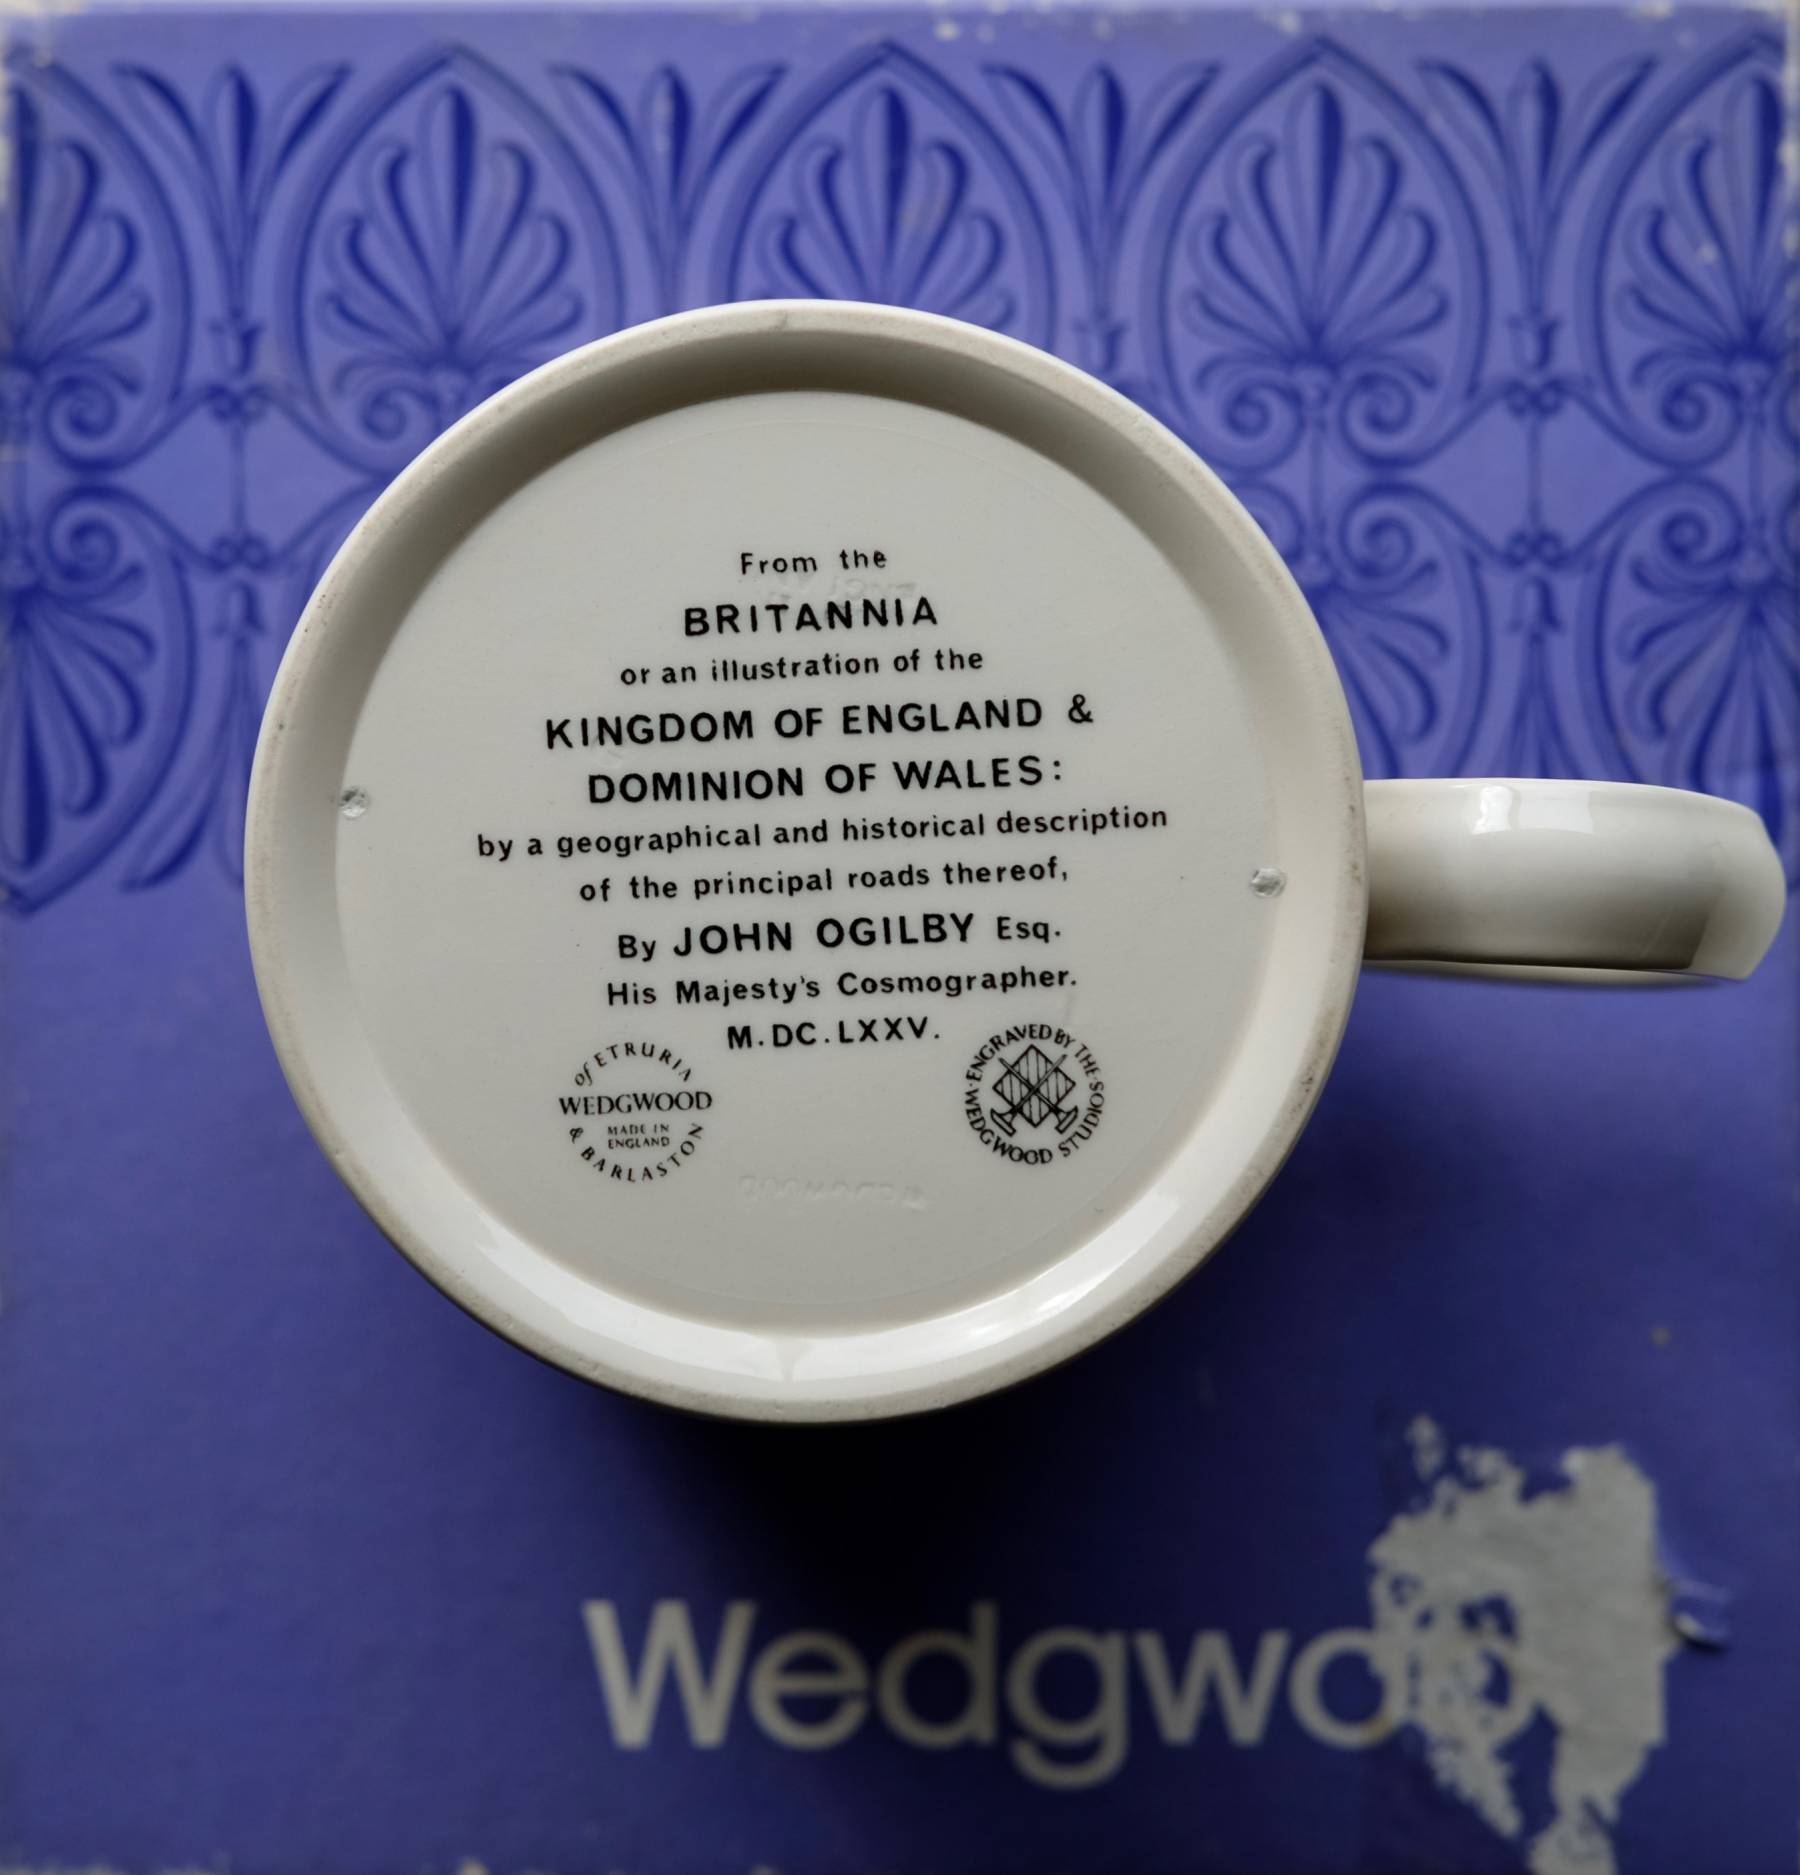 From the
BRITANNIA
or an illustration of the
KINGDOM OF ENGLAND &
DOMINION OF WALES:
by a geographical and historical description
of the principal roads thereof,
By JOHN OGILBY Esq.
His Majesty's Cosmographer.
M.DC.LXXV.
of ETRURIA
WEDGWOOD
MADE IN
ENGLAND
& BARLASTON
ENGRAVED BY THE
WEDGWOOD STUDIOS
Wedgwo